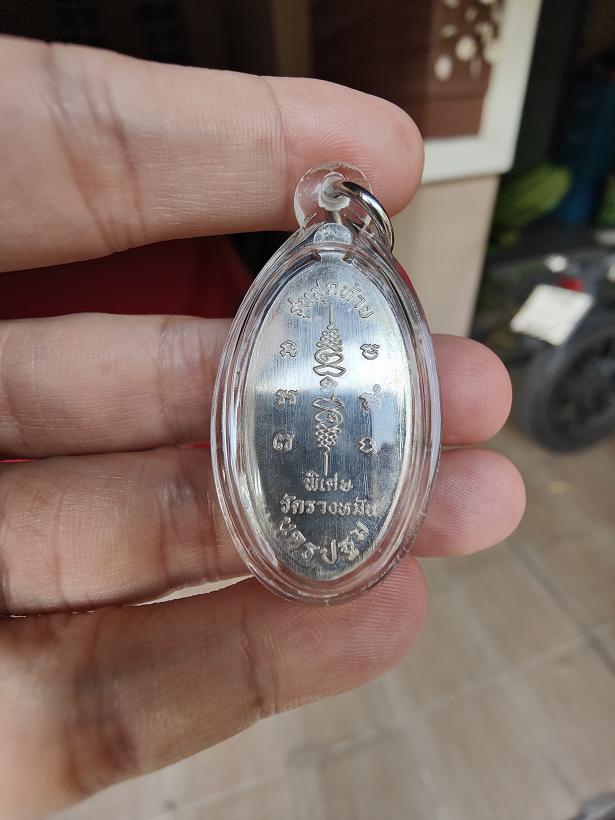 รุ่นสุดท้าย
พิเศษ
วัดรางหมัน
นครปฐม